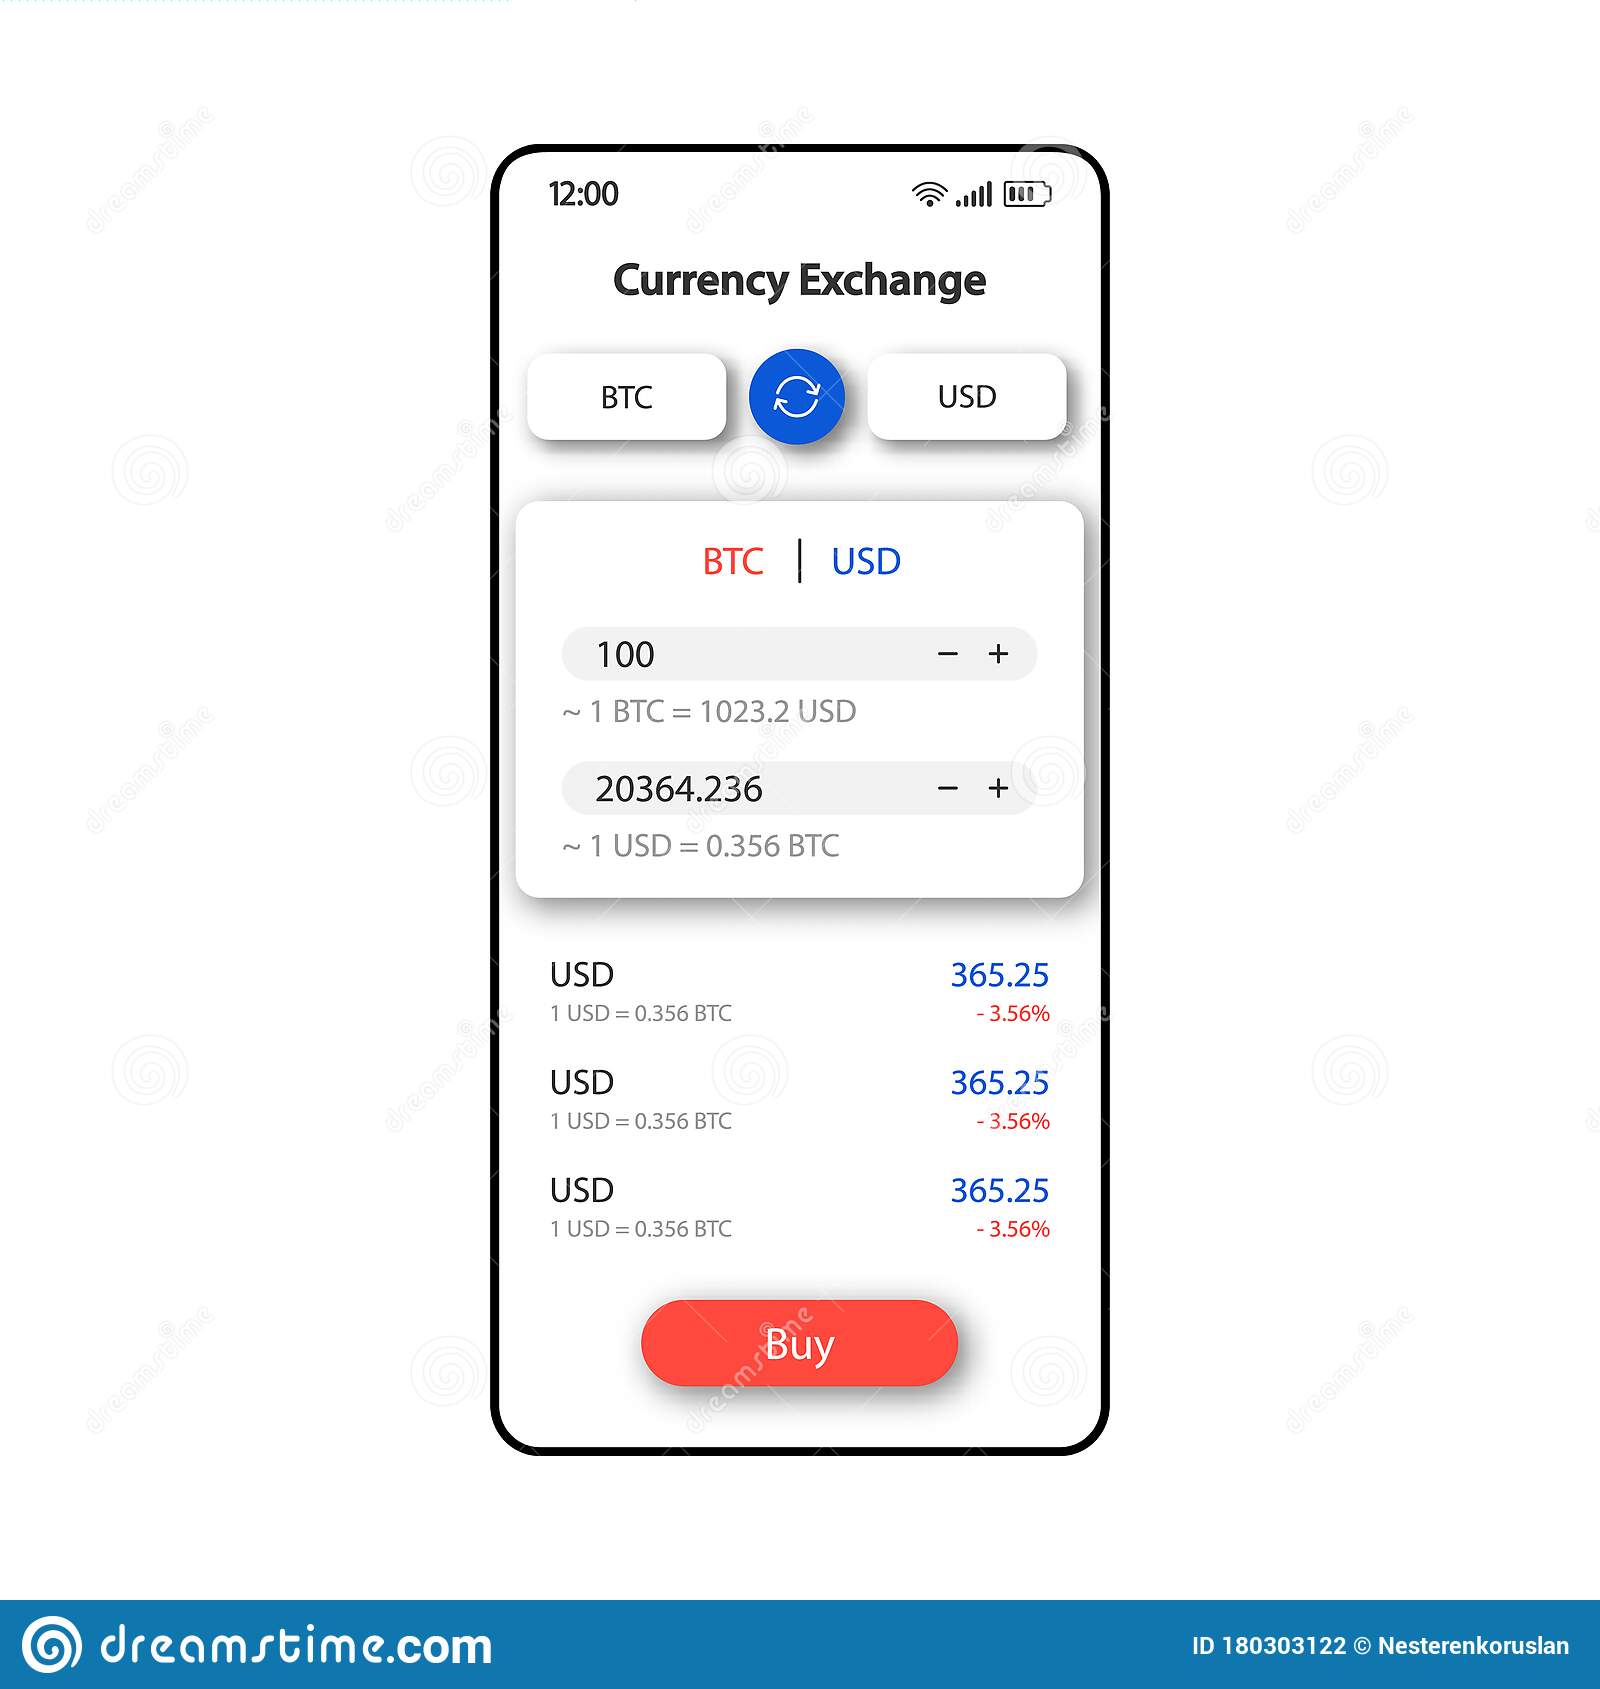 12:00
Currency Exchange
BTC
USD
BTC | USD
100 − +
~ 1 BTC = 1023.2 USD
20364.236 − +
~ 1 USD = 0.356 BTC
USD 365.25
1 USD = 0.356 BTC - 3.56%
USD 365.25
1 USD = 0.356 BTC - 3.56%
USD 365.25
1 USD = 0.356 BTC - 3.56%
Buy
dreamstime.com
ID 180303122 © Nesterenkoruslan